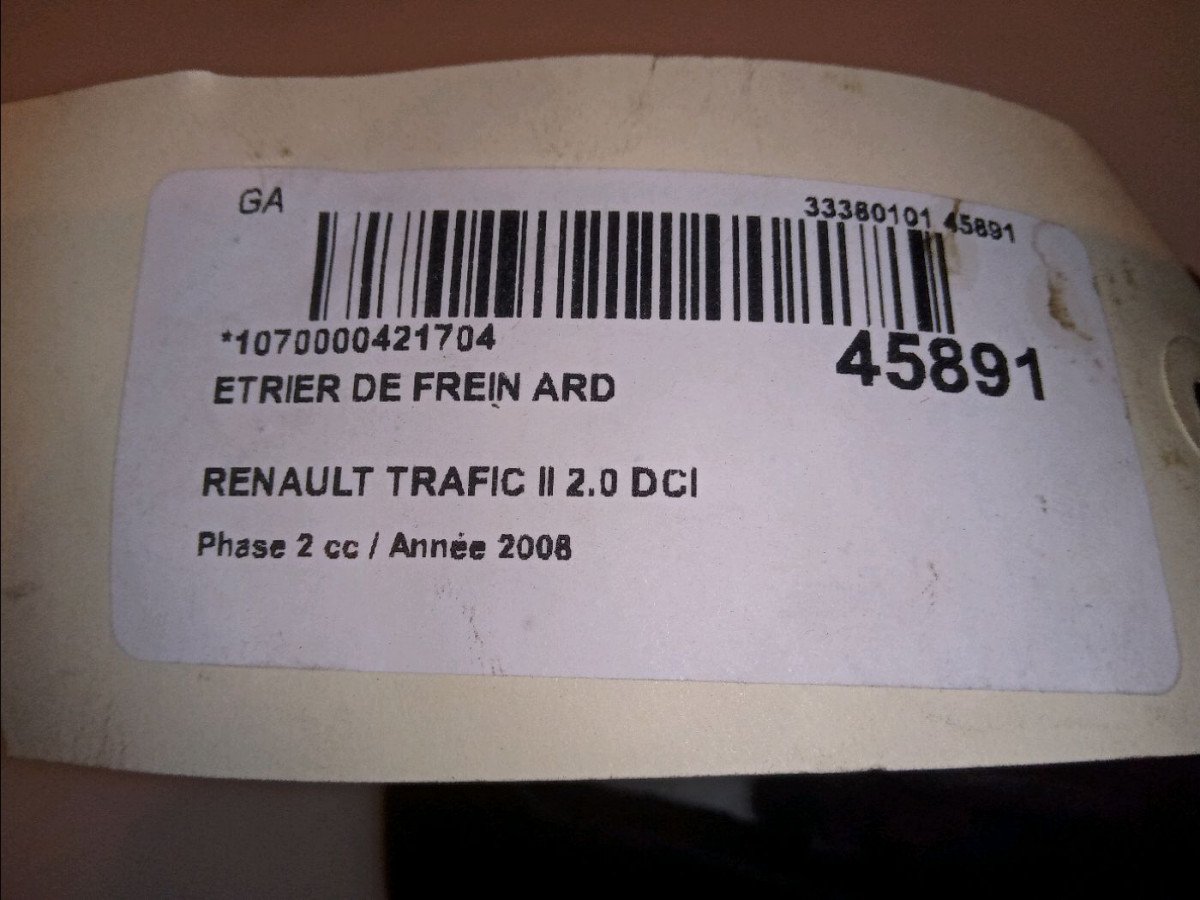 GA
33380101 45891
*1070000421704
45891
ETRIER DE FREIN ARD
RENAULT TRAFIC II 2.0 DCI
Phase 2 cc / Année 2008